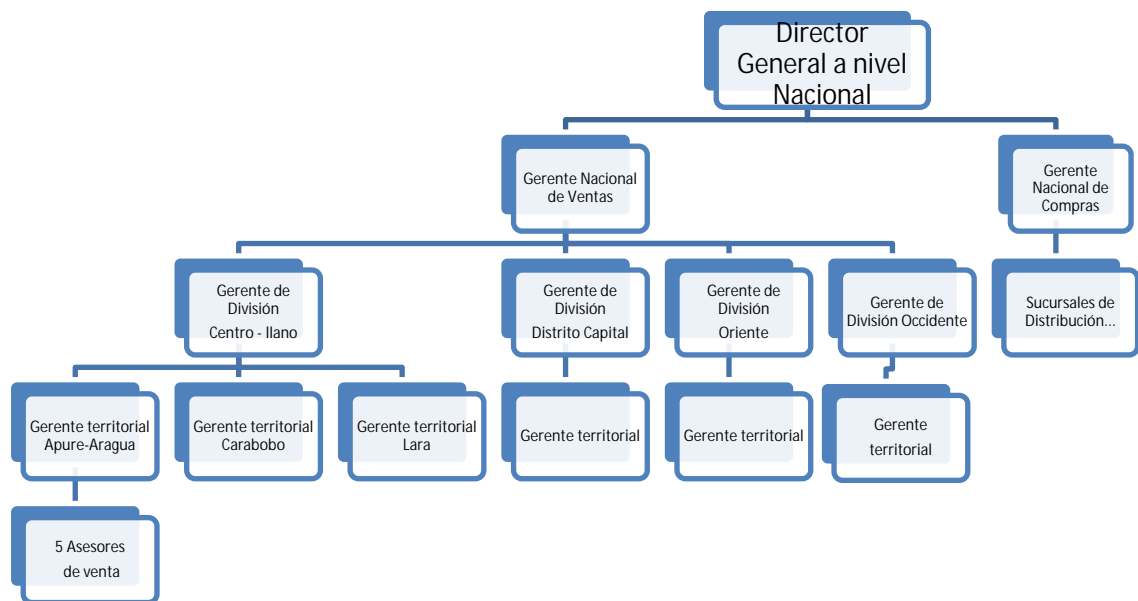 Director
General a nivel
Nacional
Gerente Nacional
de Ventas
Gerente
Nacional de
Compras
Gerente de
División
Centro - llano
Gerente de
División
Distrito Capital
Gerente de
División
Oriente
Gerente de
División Occidente
Sucursales de
Distribución...
Gerente territorial
Apure-Aragua
Gerente territorial
Carabobo
Gerente territorial
Lara
Gerente territorial
Gerente territorial
Gerente
territorial
5 Asesores
de venta